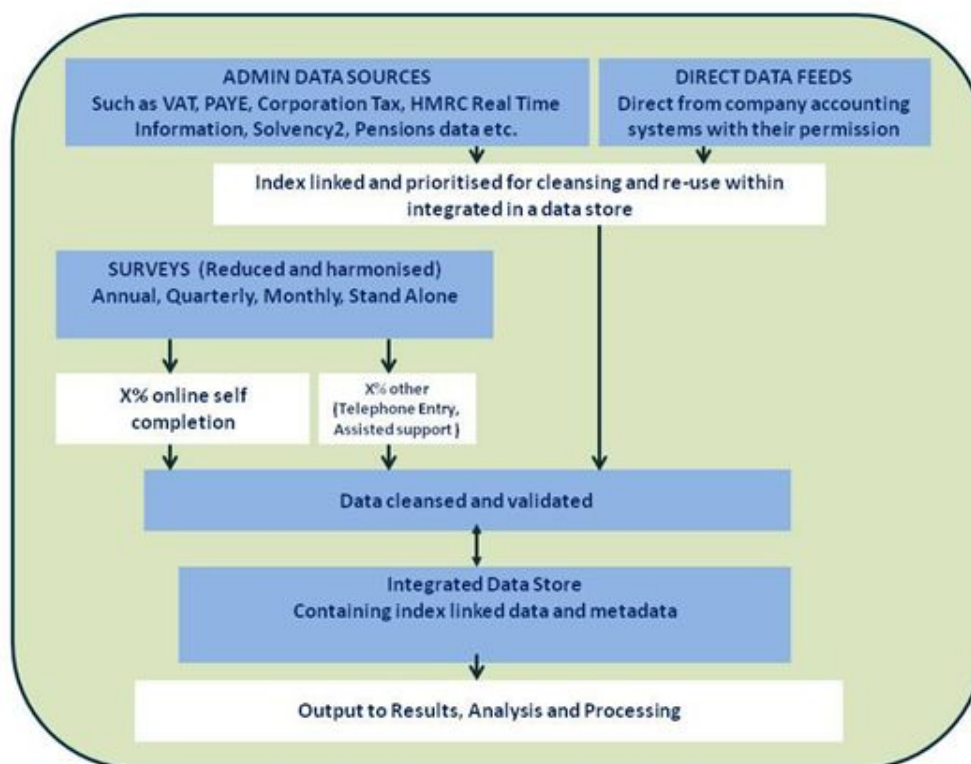 ADMIN DATA SOURCES
Such as VAT, PAYE, Corporation Tax, HMRC Real Time
Information, Solvency2, Pensions data etc.
DIRECT DATA FEEDS
Direct from company accounting
systems with their permission
Index linked and prioritised for cleansing and re-use within
integrated in a data store
SURVEYS (Reduced and harmonised)
Annual, Quarterly, Monthly, Stand Alone
X% online self
completion
X% other
(Telephone Entry,
Assisted support )
Data cleansed and validated
Integrated Data Store
Containing index linked data and metadata
Output to Results, Analysis and Processing